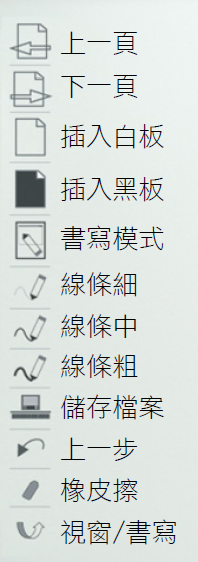 上一頁
下一頁
插入白板
插入黑板
書寫模式
線條細
線條中
線條粗
儲存檔案
上一步
橡皮擦
視窗/書寫